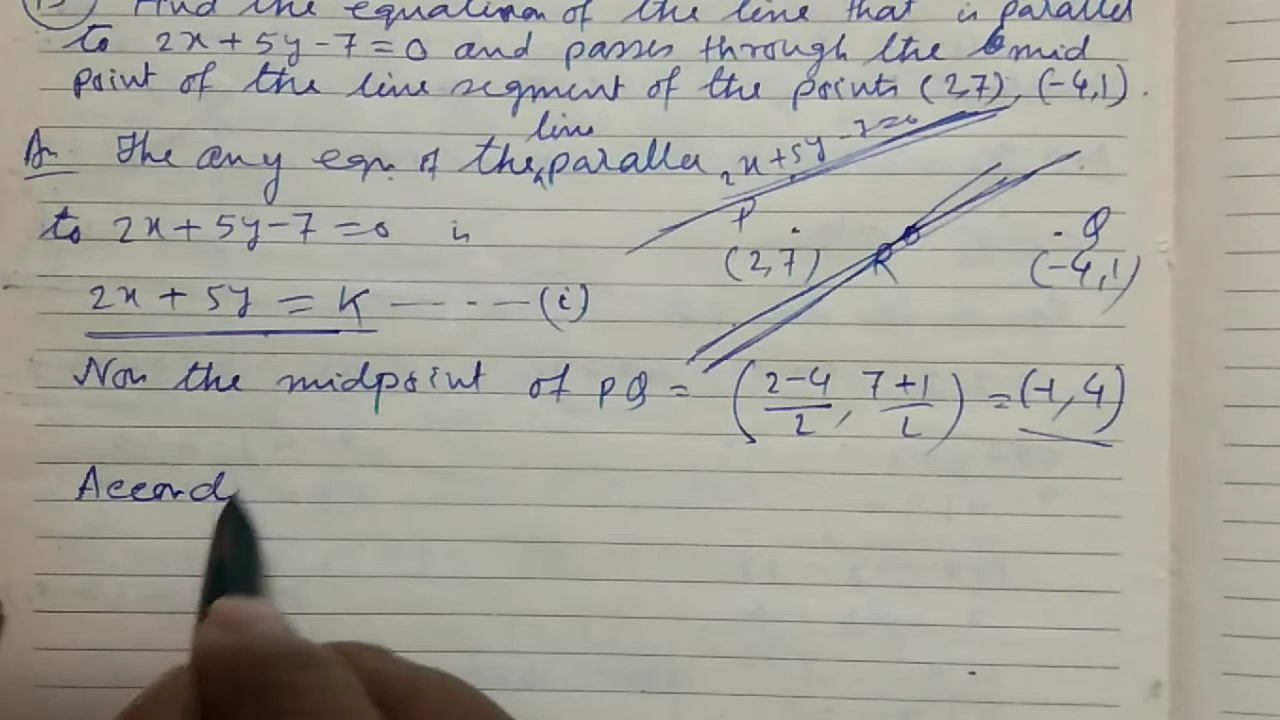 Find the equation of the line that is parallel
to 2x+5y-7=0 and passes through the mid
point of the line segment of the points (2,7), (-4,1).
line
An The any eqn. of the parallel
2x+5y-7=0
to 2x+5y-7=0 is
P
Q
(2,7)
R
(-4,1)
2x + 5y = K ---- (i)
Now the midpoint of PQ = (2-4/2, 7+1/2) = (-1,4)
Accord